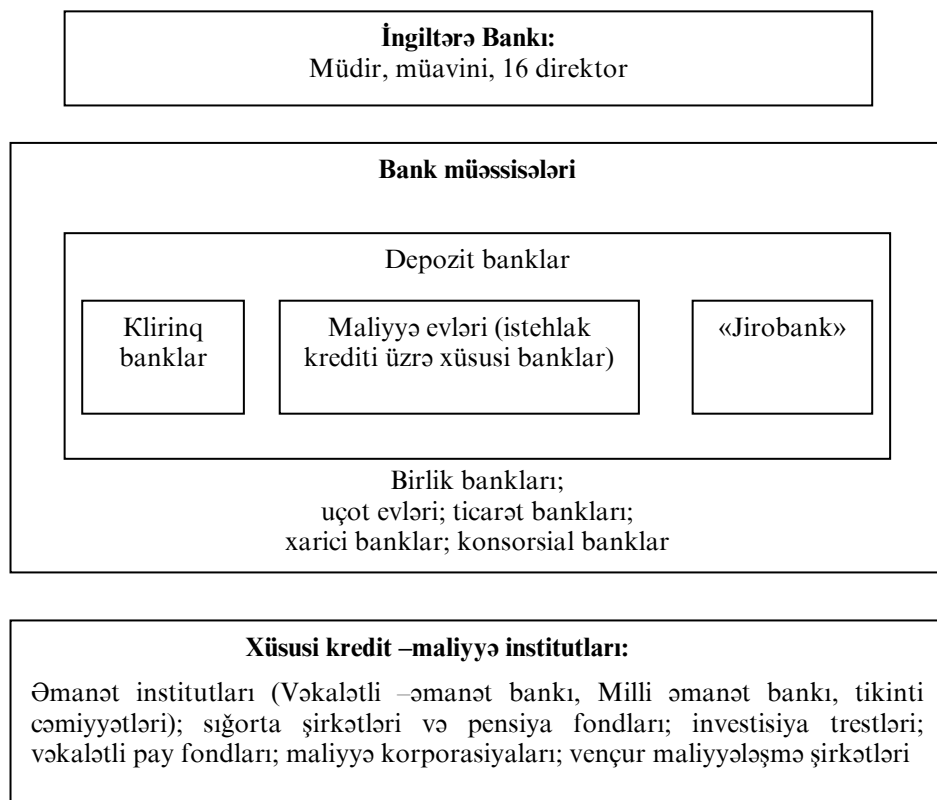 İngiltərə Bankı:
Müdir, müavini, 16 direktor
Bank müəssisələri
Depozit banklar
Klirinq
banklar
Maliyyə evləri (istehlak
krediti üzrə xüsusi banklar)
«Jirobank»
Birlik bankları;
uçot evləri; ticarət bankları;
xarici banklar; konsorsial banklar
Xüsusi kredit –maliyyə institutları:
Əmanət institutları (Vəkalətli –əmanət bankı, Milli əmanət bankı, tikinti
cəmiyyətləri); sığorta şirkətləri və pensiya fondları; investisiya trestləri;
vəkalətli pay fondları; maliyyə korporasiyaları; vençur maliyyələşmə şirkətləri